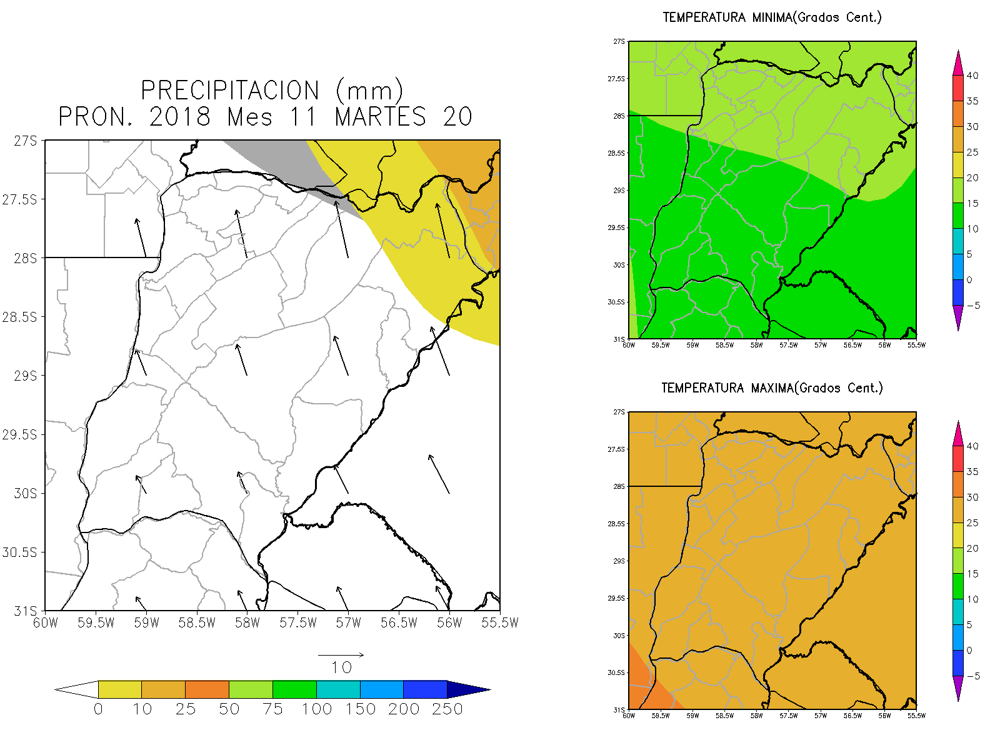 PRECIPITACION (mm)
PRON. 2018 Mes 11 MARTES 20
27S
27.5S
28S
28.5S
29S
29.5S
30S
30.5S
31S
60W 59.5W 59W 58.5W 58W 57.5W 57W 56.5W 56W 55.5W
10
0 10 25 50 75 100 150 200 250
TEMPERATURA MINIMA(Grados Cent.)
27S
27.5S
28S
28.5S
29S
29.5S
30S
30.5S
31S
60W 59.5W 59W 58.5W 58W 57.5W 57W 56.5W 56W 55.5W
40
35
30
25
20
15
10
5
0
-5
TEMPERATURA MAXIMA(Grados Cent.)
27S
27.5S
28S
28.5S
29S
29.5S
30S
30.5S
31S
60W 59.5W 59W 58.5W 58W 57.5W 57W 56.5W 56W 55.5W
40
35
30
25
20
15
10
5
0
-5